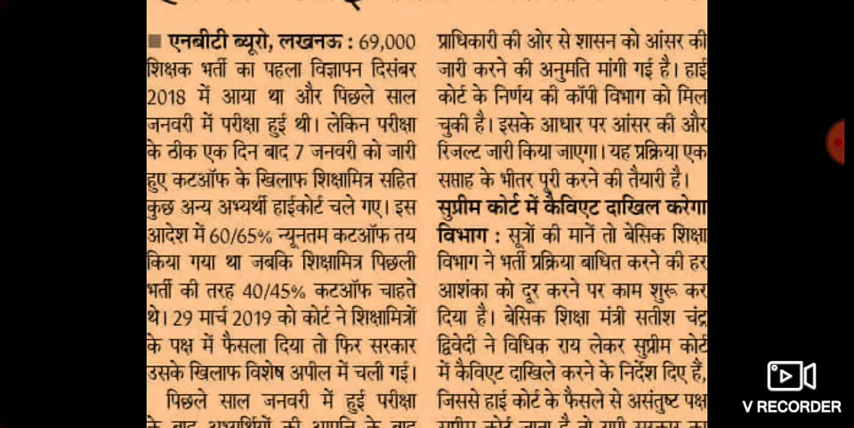 ■ एनबीटी ब्यूरो, लखनऊ : 69,000
शिक्षक भर्ती का पहला विज्ञापन दिसंबर
2018 में आया था और पिछले साल
जनवरी में परीक्षा हुई थी। लेकिन परीक्षा
के ठीक एक दिन बाद 7 जनवरी को जारी
हुए कटऑफ के खिलाफ शिक्षामित्र सहित
कुछ अन्य अभ्यर्थी हाईकोर्ट चले गए। इस
आदेश में 60/65% न्यूनतम कटऑफ तय
किया गया था जबकि शिक्षामित्र पिछली
भर्ती की तरह 40/45% कटऑफ चाहते
थे। 29 मार्च 2019 को कोर्ट ने शिक्षामित्रों
के पक्ष में फैसला दिया तो फिर सरकार
उसके खिलाफ विशेष अपील में चली गई।
पिछले साल जनवरी में हुई परीक्षा
के बाद अभ्यर्थियों की आपत्ति के बाद
प्राधिकारी की ओर से शासन को आंसर की
जारी करने की अनुमति मांगी गई है। हाई
कोर्ट के निर्णय की कॉपी विभाग को मिल
चुकी है। इसके आधार पर आंसर की और
रिजल्ट जारी किया जाएगा। यह प्रक्रिया एक
सप्ताह के भीतर पूरी करने की तैयारी है।
सुप्रीम कोर्ट में कैविएट दाखिल करेगा
विभाग : सूत्रों की मानें तो बेसिक शिक्षा
विभाग ने भर्ती प्रक्रिया बाधित करने की हर
आशंका को दूर करने पर काम शुरू कर
दिया है। बेसिक शिक्षा मंत्री सतीश चंद्र
द्विवेदी ने विधिक राय लेकर सुप्रीम कोर्ट
में कैविएट दाखिले करने के निर्देश दिए हैं,
जिससे हाई कोर्ट के फैसले से असंतुष्ट पक्ष
सुप्रीम कोर्ट जाता है तो यूपी सरकार का
V RECORDER